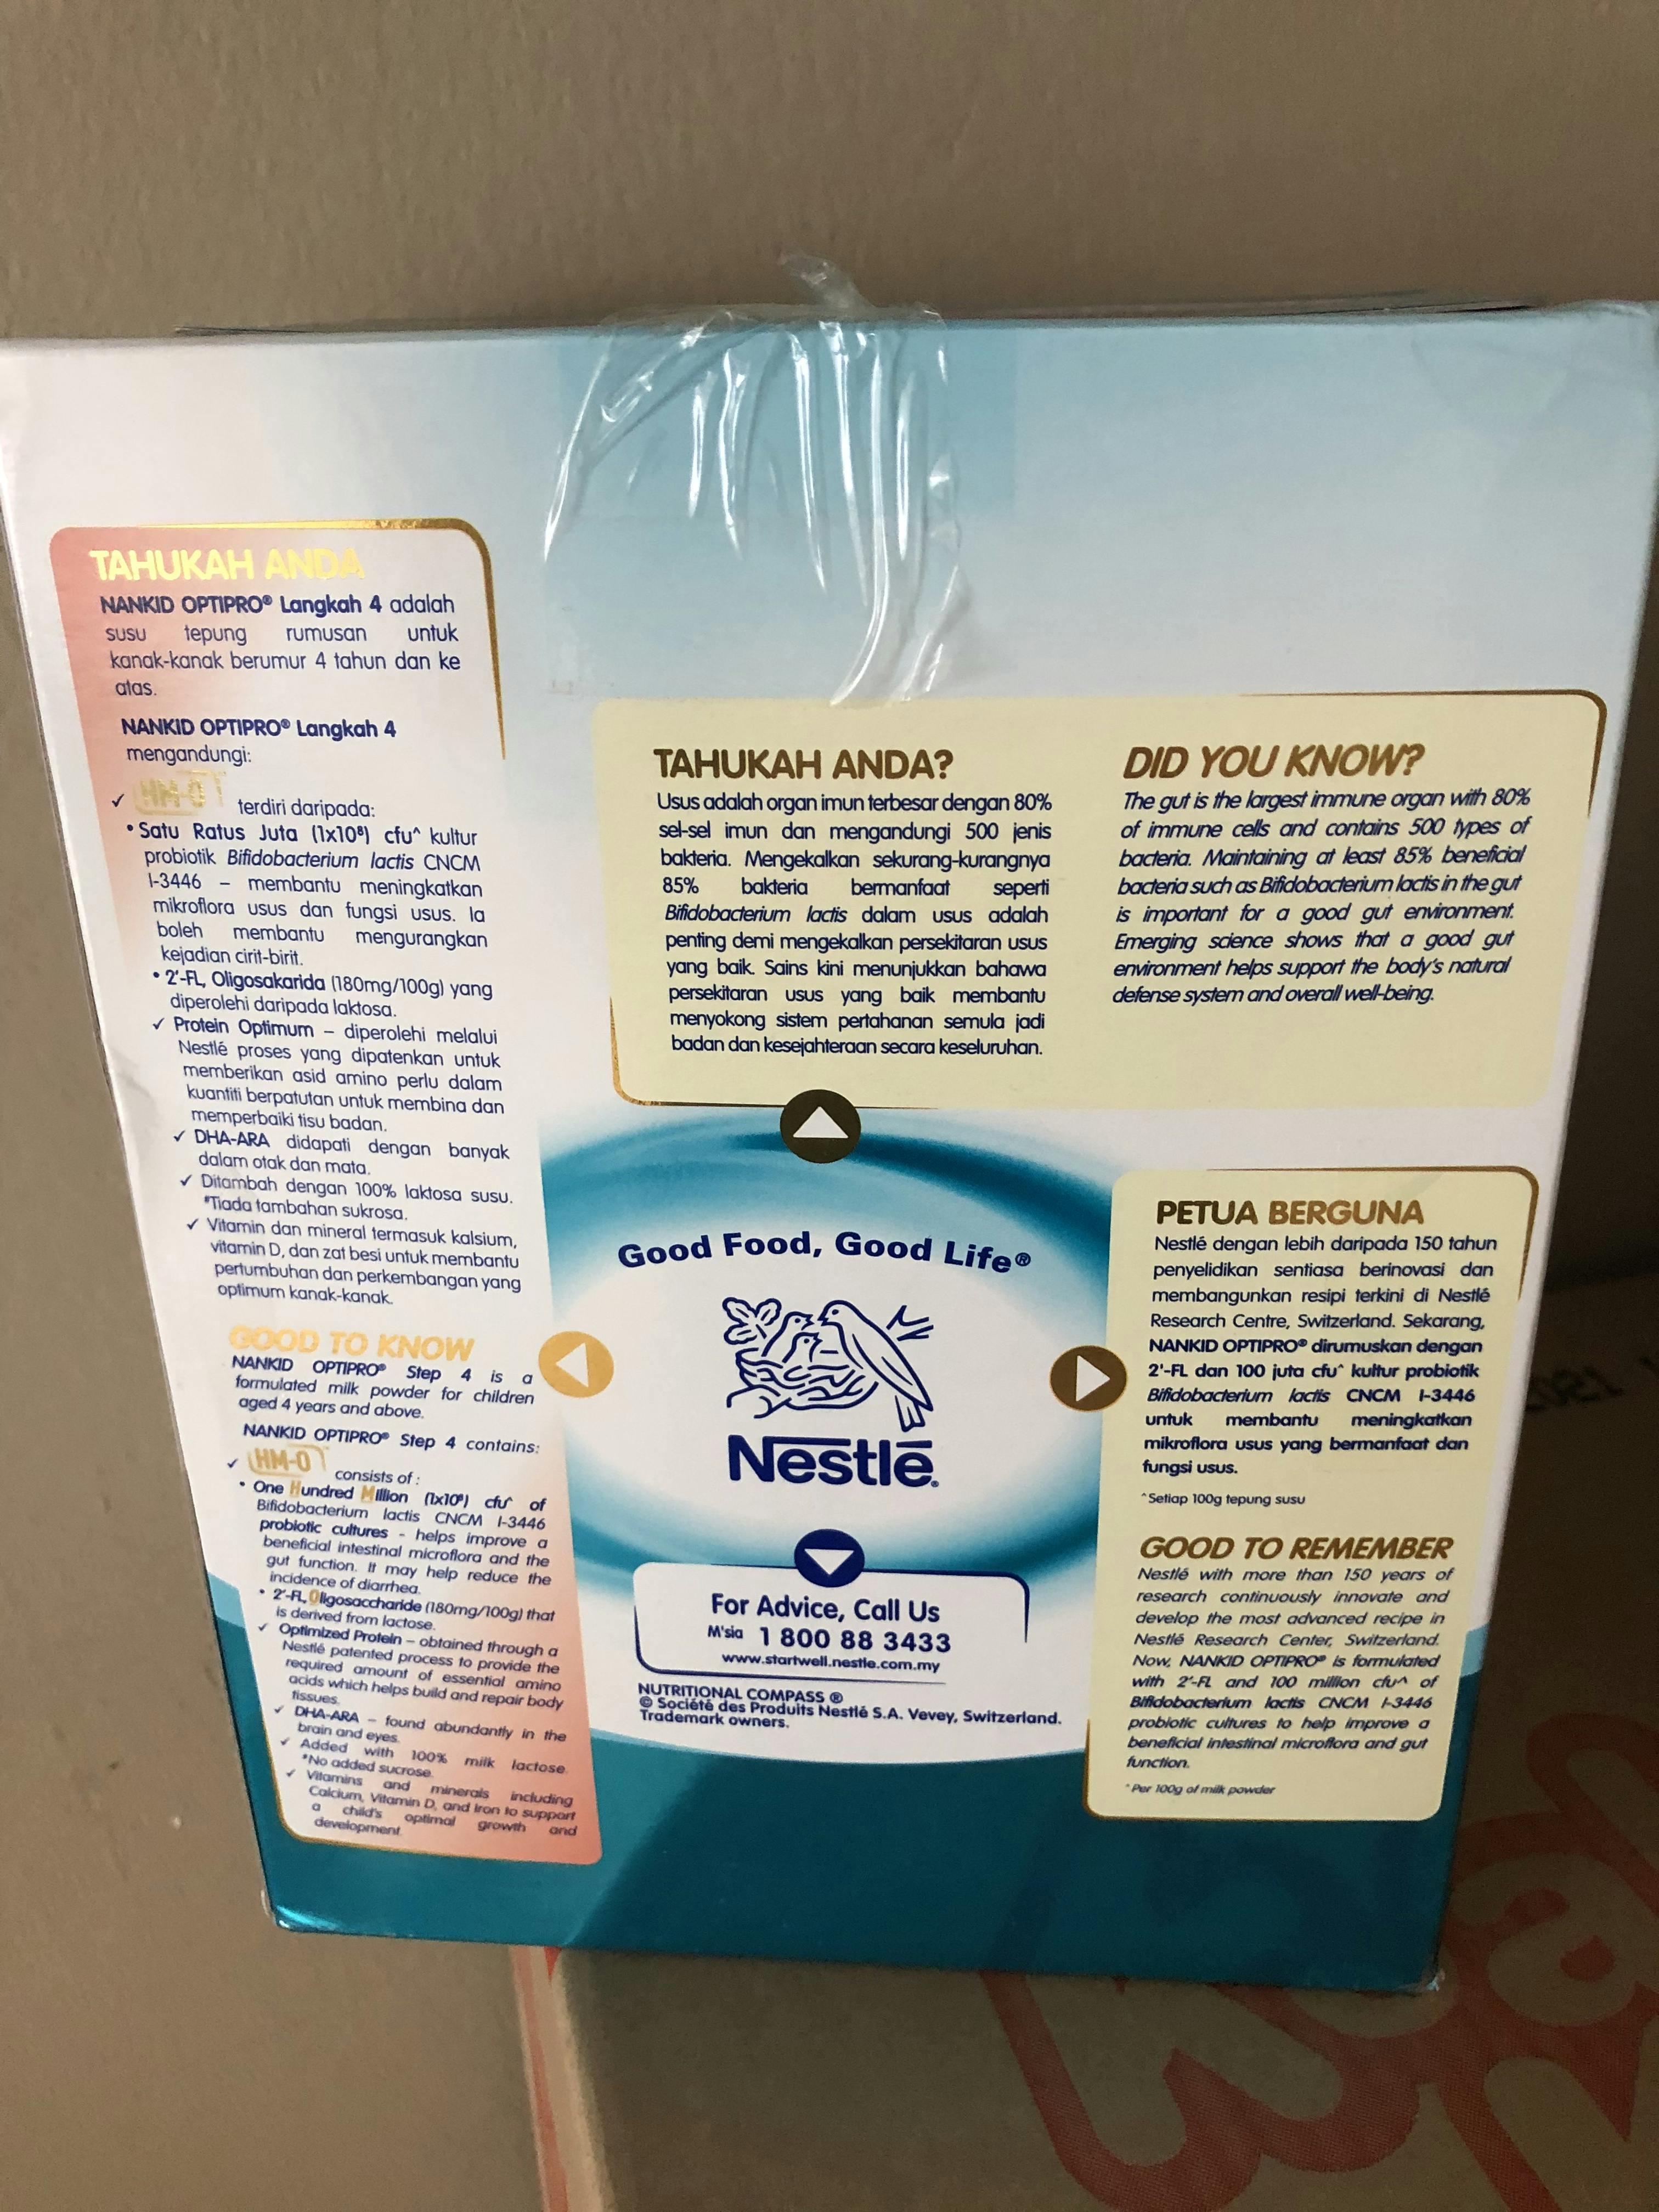 TAHUKAH ANDA
NANKID OPTIPRO® Langkah 4 adalah
susu tepung rumusan untuk
kanak-kanak berumur 4 tahun dan ke
atas.
NANKID OPTIPRO® Langkah 4
mengandungi:
✓ HM-O terdiri daripada:
• Satu Ratus Juta (1x10⁸) cfu^ kultur
probiotik Bifidobacterium lactis CNCM
I-3446 – membantu meningkatkan
mikroflora usus dan fungsi usus. Ia
boleh membantu mengurangkan
kejadian cirit-birit.
• 2'-FL, Oligosakarida (180mg/100g) yang
diperolehi daripada laktosa.
✓ Protein Optimum – diperolehi melalui
Nestlé proses yang dipatenkan untuk
memberikan asid amino perlu dalam
kuantiti berpatutan untuk membina dan
memperbaiki tisu badan.
✓ DHA-ARA didapati dengan banyak
dalam otak dan mata.
✓ Ditambah dengan 100% laktosa susu.
*Tiada tambahan sukrosa.
✓ Vitamin dan mineral termasuk kalsium,
vitamin D, dan zat besi untuk membantu
pertumbuhan dan perkembangan yang
optimum kanak-kanak.
GOOD TO KNOW
NANKID OPTIPRO® Step 4 is a
formulated milk powder for children
aged 4 years and above.
NANKID OPTIPRO® Step 4 contains:
✓ HM-O consists of :
• One Hundred Million (1x10⁸) cfu^ of
Bifidobacterium lactis CNCM I-3446
probiotic cultures - helps improve a
beneficial intestinal microflora and the
gut function. It may help reduce the
incidence of diarrhea.
• 2'-FL, Oligosaccharide (180mg/100g) that
is derived from lactose.
✓ Optimized Protein – obtained through a
Nestlé patented process to provide the
required amount of essential amino
acids which helps build and repair body
tissues.
✓ DHA-ARA – found abundantly in the
brain and eyes.
✓ Added with 100% milk lactose.
*No added sucrose.
✓ Vitamins and minerals including
Calcium, Vitamin D, and Iron to support
a child's optimal growth and
development.
TAHUKAH ANDA?
Usus adalah organ imun terbesar dengan 80%
sel-sel imun dan mengandungi 500 jenis
bakteria. Mengekalkan sekurang-kurangnya
85% bakteria bermanfaat seperti
Bifidobacterium lactis dalam usus adalah
penting demi mengekalkan persekitaran usus
yang baik. Sains kini menunjukkan bahawa
persekitaran usus yang baik membantu
menyokong sistem pertahanan semula jadi
badan dan kesejahteraan secara keseluruhan.
DID YOU KNOW?
The gut is the largest immune organ with 80%
of immune cells and contains 500 types of
bacteria. Maintaining at least 85% beneficial
bacteria such as Bifidobacterium lactis in the gut
is important for a good gut environment.
Emerging science shows that a good gut
environment helps support the body's natural
defense system and overall well-being.
Good Food, Good Life®
Nestlé®
For Advice, Call Us
M'sia 1 800 88 3433
www.startwell.nestle.com.my
NUTRITIONAL COMPASS ®
© Société des Produits Nestlé S.A. Vevey, Switzerland.
Trademark owners.
PETUA BERGUNA
Nestlé dengan lebih daripada 150 tahun
penyelidikan sentiasa berinovasi dan
membangunkan resipi terkini di Nestlé
Research Centre, Switzerland. Sekarang,
NANKID OPTIPRO® dirumuskan dengan
2'-FL dan 100 juta cfu^ kultur probiotik
Bifidobacterium lactis CNCM I-3446
untuk membantu meningkatkan
mikroflora usus yang bermanfaat dan
fungsi usus.
^Setiap 100g tepung susu
GOOD TO REMEMBER
Nestlé with more than 150 years of
research continuously innovate and
develop the most advanced recipe in
Nestlé Research Center, Switzerland.
Now, NANKID OPTIPRO® is formulated
with 2'-FL and 100 million cfu^ of
Bifidobacterium lactis CNCM I-3446
probiotic cultures to help improve a
beneficial intestinal microflora and gut
function.
^Per 100g of milk powder